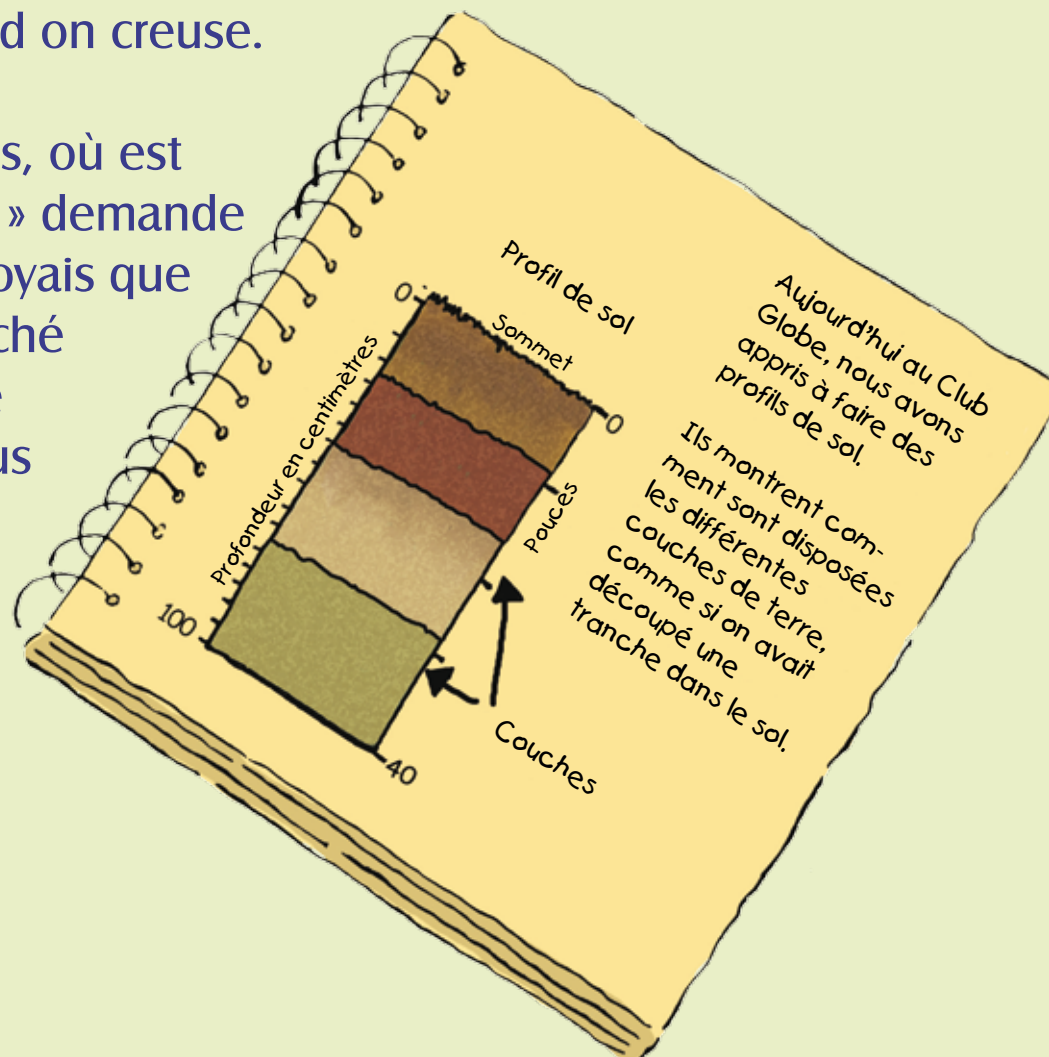 d on creuse.
s, où est
» demande
oyais que
ché
us
Profil de sol
Sommet
0
0
Profondeur en centimètres
Pouces
100
40
Couches
Aujourd'hui au Club
Globe, nous avons
appris à faire des
profils de sol.
Ils montrent com-
ment sont disposées
les différentes
couches de terre,
comme si on avait
découpé une
tranche dans le sol.